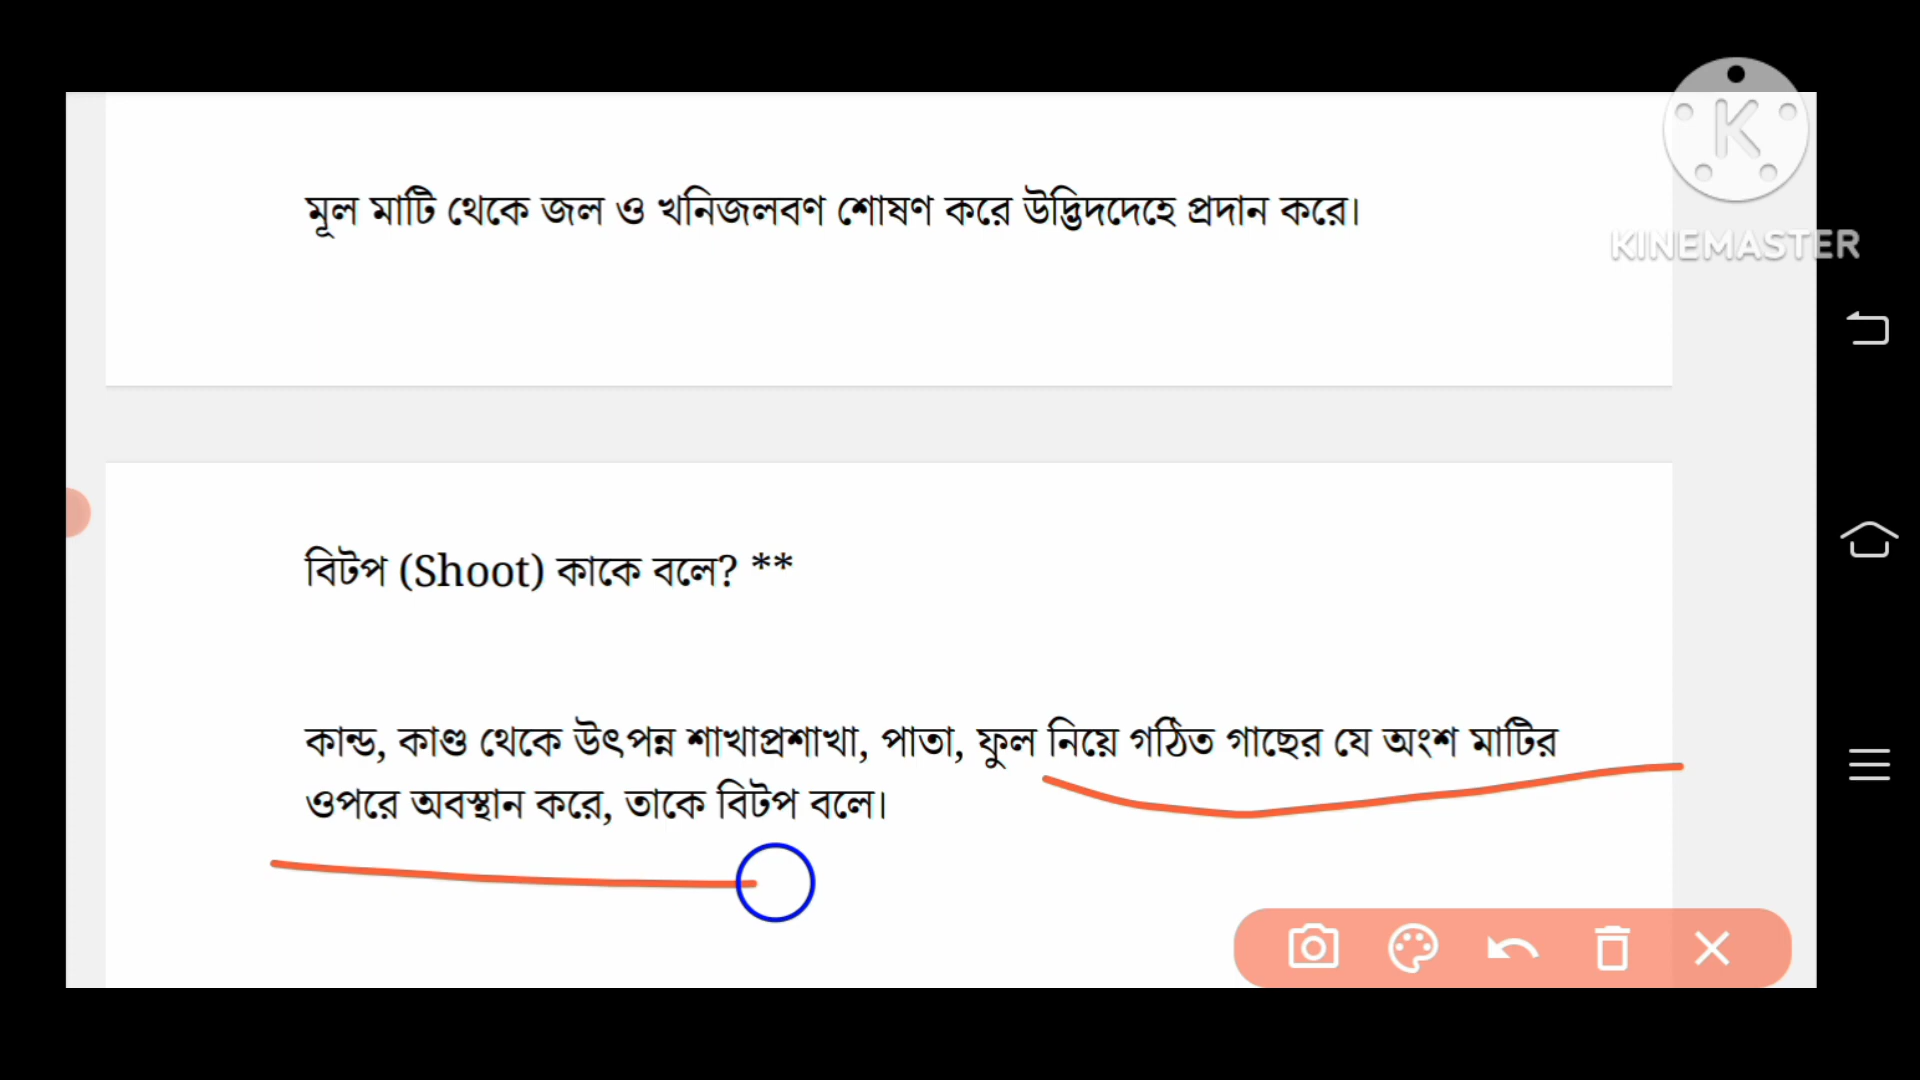 KINEMASTER
মূল মাটি থেকে জল ও খনিজলবণ শোষণ করে উদ্ভিদদেহে প্রদান করে।
বিটপ (Shoot) কাকে বলে? **
কান্ড, কাণ্ড থেকে উৎপন্ন শাখাপ্রশাখা, পাতা, ফুল নিয়ে গঠিত গাছের যে অংশ মাটির
ওপরে অবস্থান করে, তাকে বিটপ বলে।